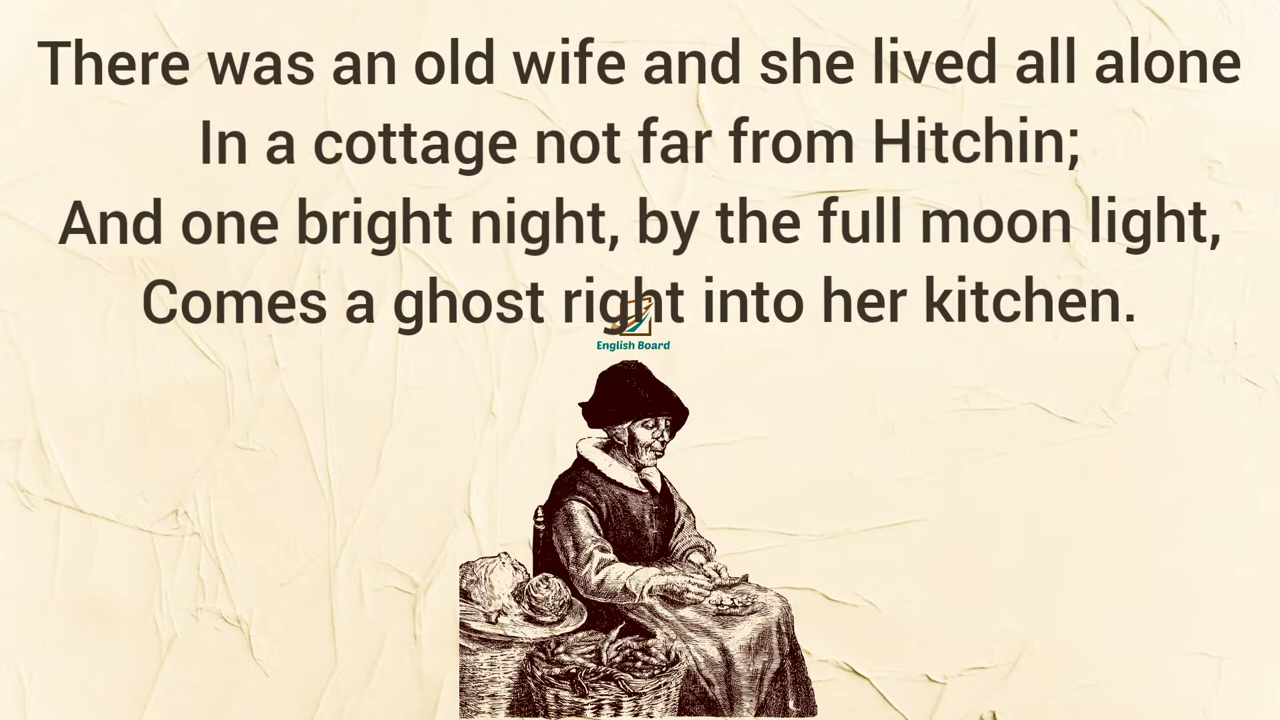 There was an old wife and she lived all alone
In a cottage not far from Hitchin;
And one bright night, by the full moon light,
Comes a ghost right into her kitchen.
English Board